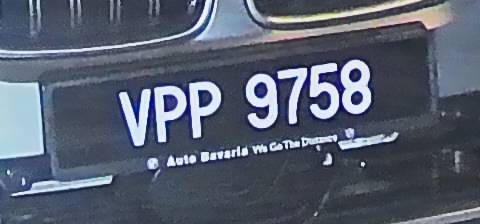 VPP 9758
Auto Bavaria We Go The Distance